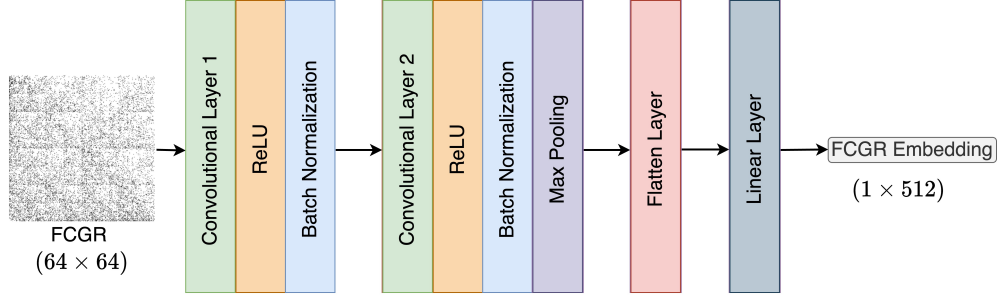 FCGR
(64 × 64)
Convolutional Layer 1
ReLU
Batch Normalization
Convolutional Layer 2
ReLU
Batch Normalization
Max Pooling
Flatten Layer
Linear Layer
FCGR Embedding
(1 × 512)